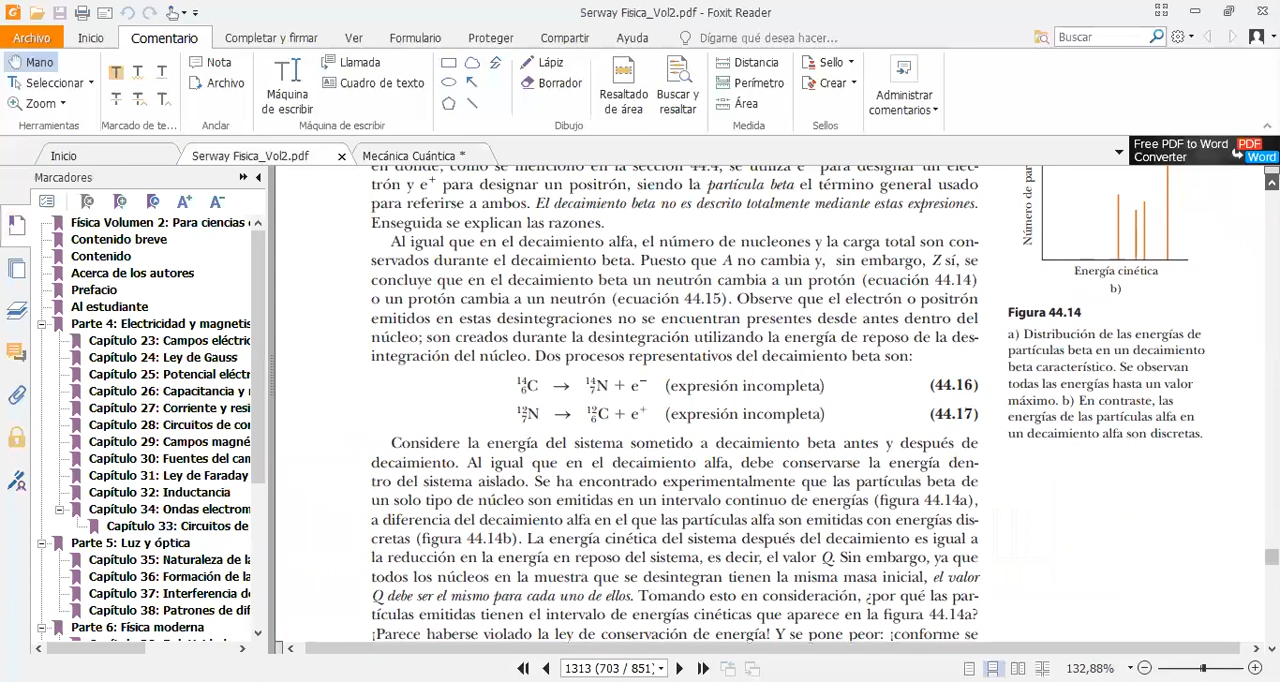 Serway Fisica_Vol2.pdf - Foxit Reader
Archivo Inicio Comentario Completar y firmar Ver Formulario Proteger Compartir Ayuda Dígame qué desea hacer... Buscar
Mano
Seleccionar
Zoom
Herramientas
T T T
T T T
Marcado de te...
Nota
Archivo
Anclar
Máquina
de escribir
Llamada
Cuadro de texto
Máquina de escribir
Lápiz
Borrador
Dibujo
Resaltado
de área
Buscar y
resaltar
Distancia
Perímetro
Área
Medida
Sello
Crear
Sellos
Administrar
comentarios
Inicio Serway Fisica_Vol2.pdf Mecánica Cuántica *
Free PDF to Word
Converter
PDF
Word
Marcadores
Física Volumen 2: Para ciencias
Contenido breve
Contenido
Acerca de los autores
Prefacio
Al estudiante
Parte 4: Electricidad y magnetis
Capítulo 23: Campos eléctric
Capítulo 24: Ley de Gauss
Capítulo 25: Potencial eléctr
Capítulo 26: Capacitancia y
Capítulo 27: Corriente y resi
Capítulo 28: Circuitos de cor
Capítulo 29: Campos magné
Capítulo 30: Fuentes del cam
Capítulo 31: Ley de Faraday
Capítulo 32: Inductancia
Capítulo 34: Ondas electrom
Capítulo 33: Circuitos de
Parte 5: Luz y óptica
Capítulo 35: Naturaleza de la
Capítulo 36: Formación de la
Capítulo 37: Interferencia de
Capítulo 38: Patrones de dif
Parte 6: Física moderna
en donde, como se mencionó en la sección 44.4, se utiliza e⁻ para designar un elec-
trón y e⁺ para designar un positrón, siendo la partícula beta el término general usado
para referirse a ambos. El decaimiento beta no es descrito totalmente mediante estas expresiones.
Enseguida se explican las razones.
Al igual que en el decaimiento alfa, el número de nucleones y la carga total son con-
servados durante el decaimiento beta. Puesto que A no cambia y, sin embargo, Z sí, se
concluye que en el decaimiento beta un neutrón cambia a un protón (ecuación 44.14)
o un protón cambia a un neutrón (ecuación 44.15). Observe que el electrón o positrón
emitidos en estas desintegraciones no se encuentran presentes desde antes dentro del
núcleo; son creados durante la desintegración utilizando la energía de reposo de la des-
integración del núcleo. Dos procesos representativos del decaimiento beta son:
¹⁴₆C → ¹⁴₇N + e⁻ (expresión incompleta) (44.16)
¹²₇N → ¹²₆C + e⁺ (expresión incompleta) (44.17)
Considere la energía del sistema sometido a decaimiento beta antes y después de
decaimiento. Al igual que en el decaimiento alfa, debe conservarse la energía den-
tro del sistema aislado. Se ha encontrado experimentalmente que las partículas beta de
un solo tipo de núcleo son emitidas en un intervalo continuo de energías (figura 44.14a),
a diferencia del decaimiento alfa en el que las partículas alfa son emitidas con energías dis-
cretas (figura 44.14b). La energía cinética del sistema después del decaimiento es igual a
la reducción en la energía en reposo del sistema, es decir, el valor Q. Sin embargo, ya que
todos los núcleos en la muestra que se desintegran tienen la misma masa inicial, el valor
Q debe ser el mismo para cada uno de ellos. Tomando esto en consideración, ¿por qué las par-
tículas emitidas tienen el intervalo de energías cinéticas que aparece en la figura 44.14a?
¡Parece haberse violado la ley de conservación de energía! Y se pone peor: ¡conforme se
Número de par
Energía cinética
b)
Figura 44.14
a) Distribución de las energías de
partículas beta en un decaimiento
beta característico. Se observan
todas las energías hasta un valor
máximo. b) En contraste, las
energías de las partículas alfa en
un decaimiento alfa son discretas.
1313 (703 / 851)
132,88%